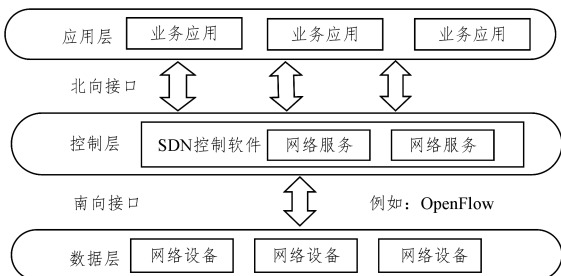 应用层 业务应用 业务应用 业务应用
北向接口
控制层 SDN控制软件 网络服务 网络服务
南向接口 例如：OpenFlow
数据层 网络设备 网络设备 网络设备